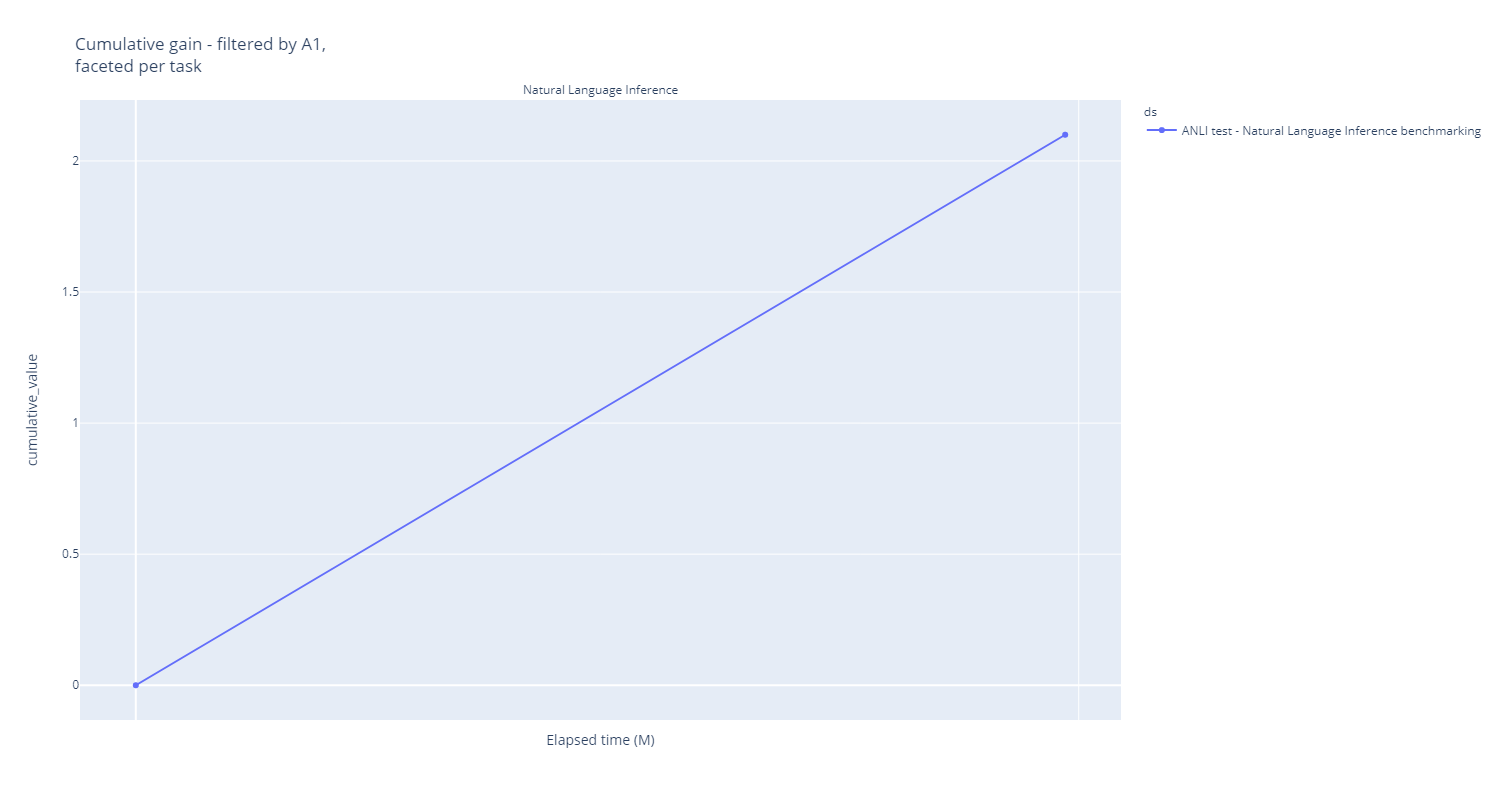 Cumulative gain - filtered by A1,
faceted per task
Natural Language Inference
ds
ANLI test - Natural Language Inference benchmarking
2
1.5
1
0.5
0
cumulative_value
Elapsed time (M)